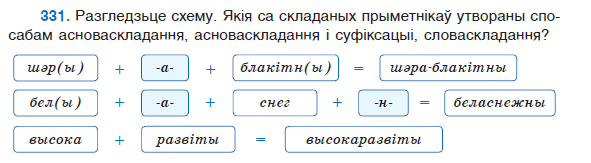 331. Разгледзьце схему. Якія са складаных прыметнікаў утвораны спо-
сабам асноваскладання, асноваскладання і суфіксацыі, словаскладання?
шэр(ы) + -а- + блакітн(ы) = шэра-блакітны
бел(ы) + -а- + снег + -н- = беласнежны
высока + развіты = высокаразвіты